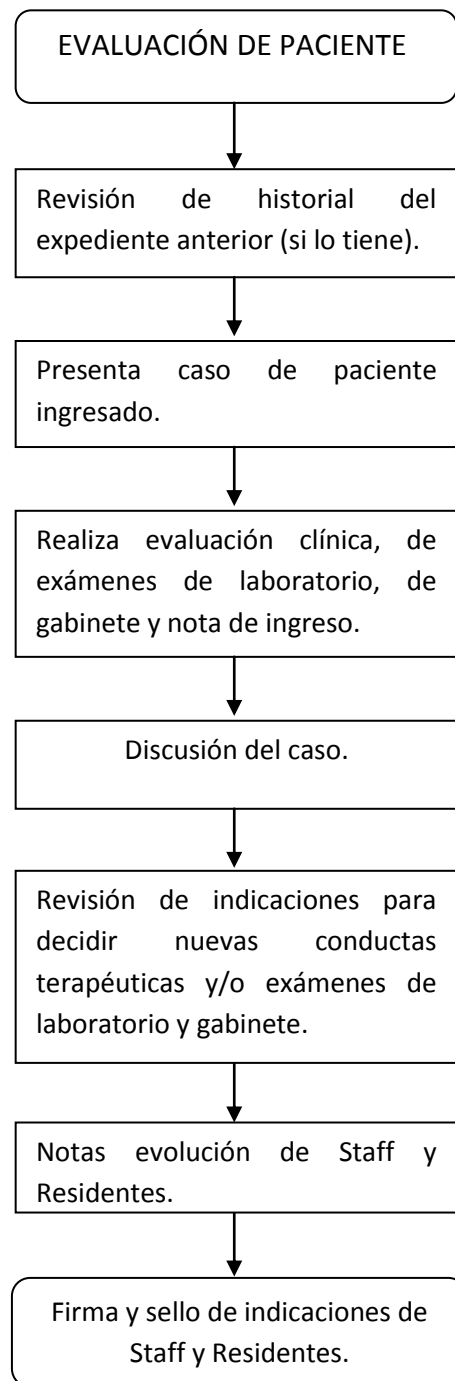 EVALUACIÓN DE PACIENTE
Revisión de historial del
expediente anterior (si lo tiene).
Presenta caso de paciente
ingresado.
Realiza evaluación clínica, de
exámenes de laboratorio, de
gabinete y nota de ingreso.
Discusión del caso.
Revisión de indicaciones para
decidir nuevas conductas
terapéuticas y/o exámenes de
laboratorio y gabinete.
Notas evolución de Staff y
Residentes.
Firma y sello de indicaciones de
Staff y Residentes.